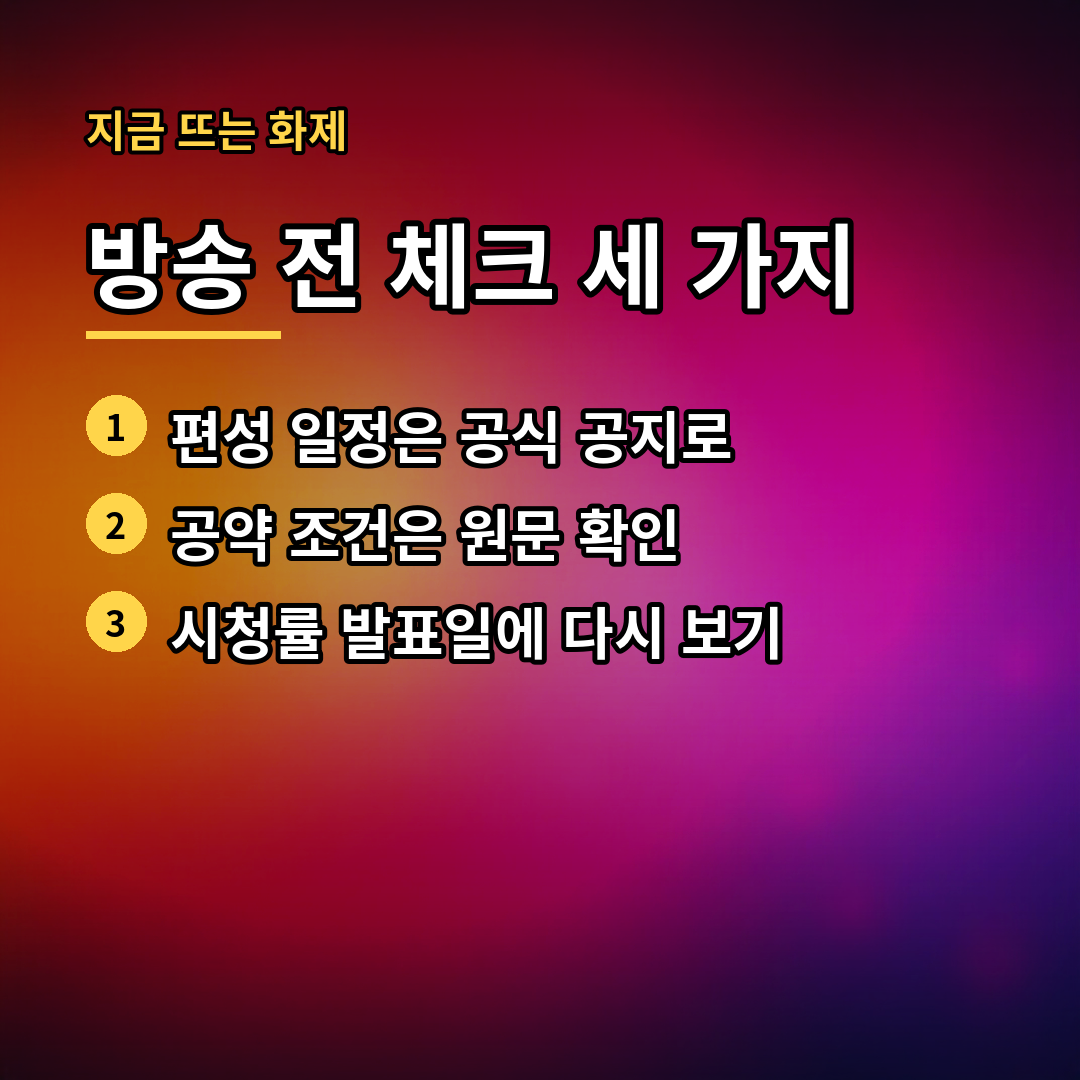 지금 뜨는 화제
방송 전 체크 세 가지
1 편성 일정은 공식 공지로
2 공약 조건은 원문 확인
3 시청률 발표일에 다시 보기